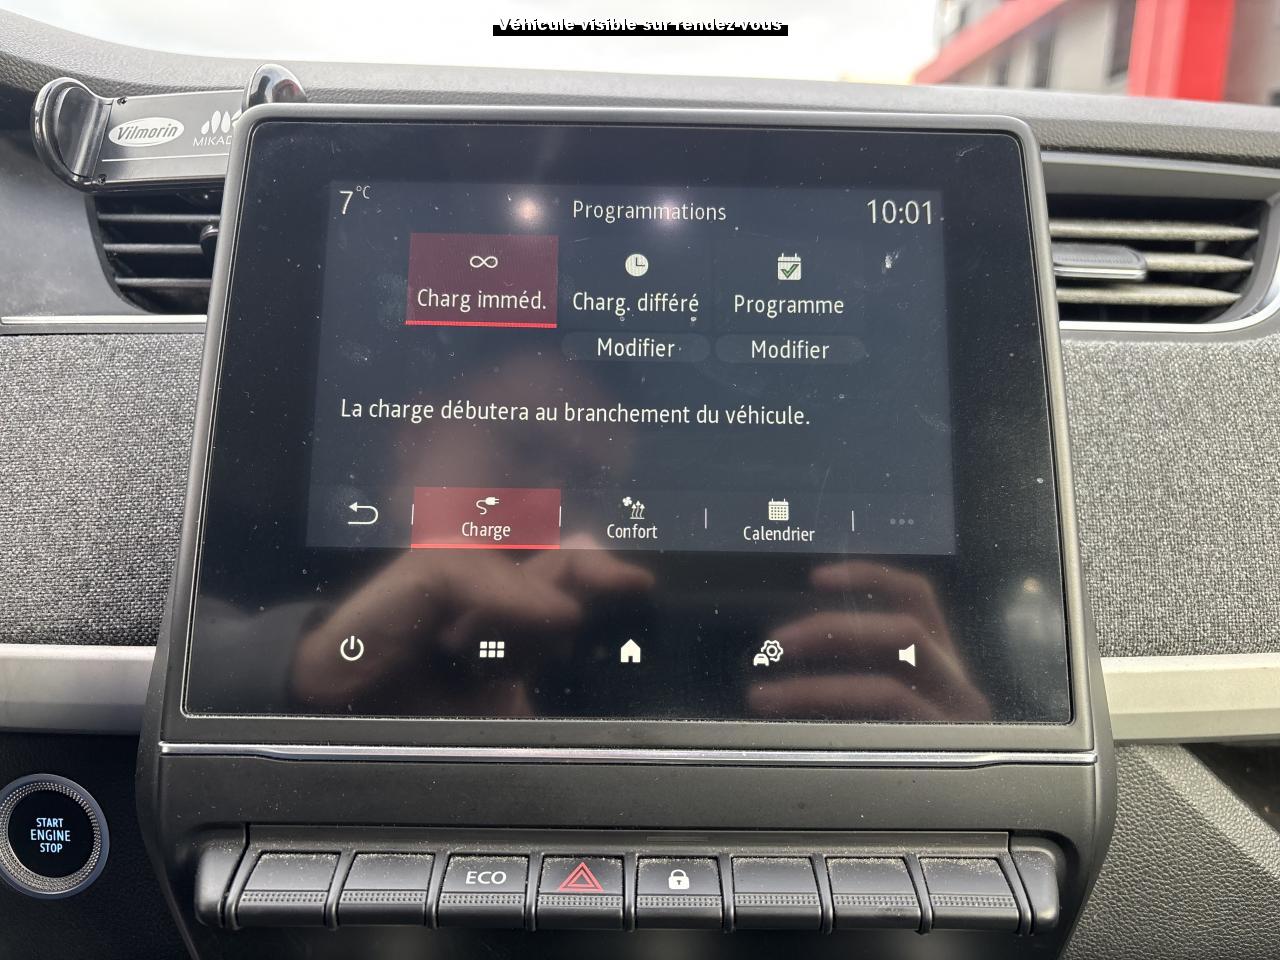 Véhicule visible sur rendez-vous
Vilmorin
7°C
Programmations
10:01
Charg imméd.
Charg. différé
Programme
Modifier
Modifier
La charge débutera au branchement du véhicule.
Charge
Confort
Calendrier
START
ENGINE
STOP
ECO